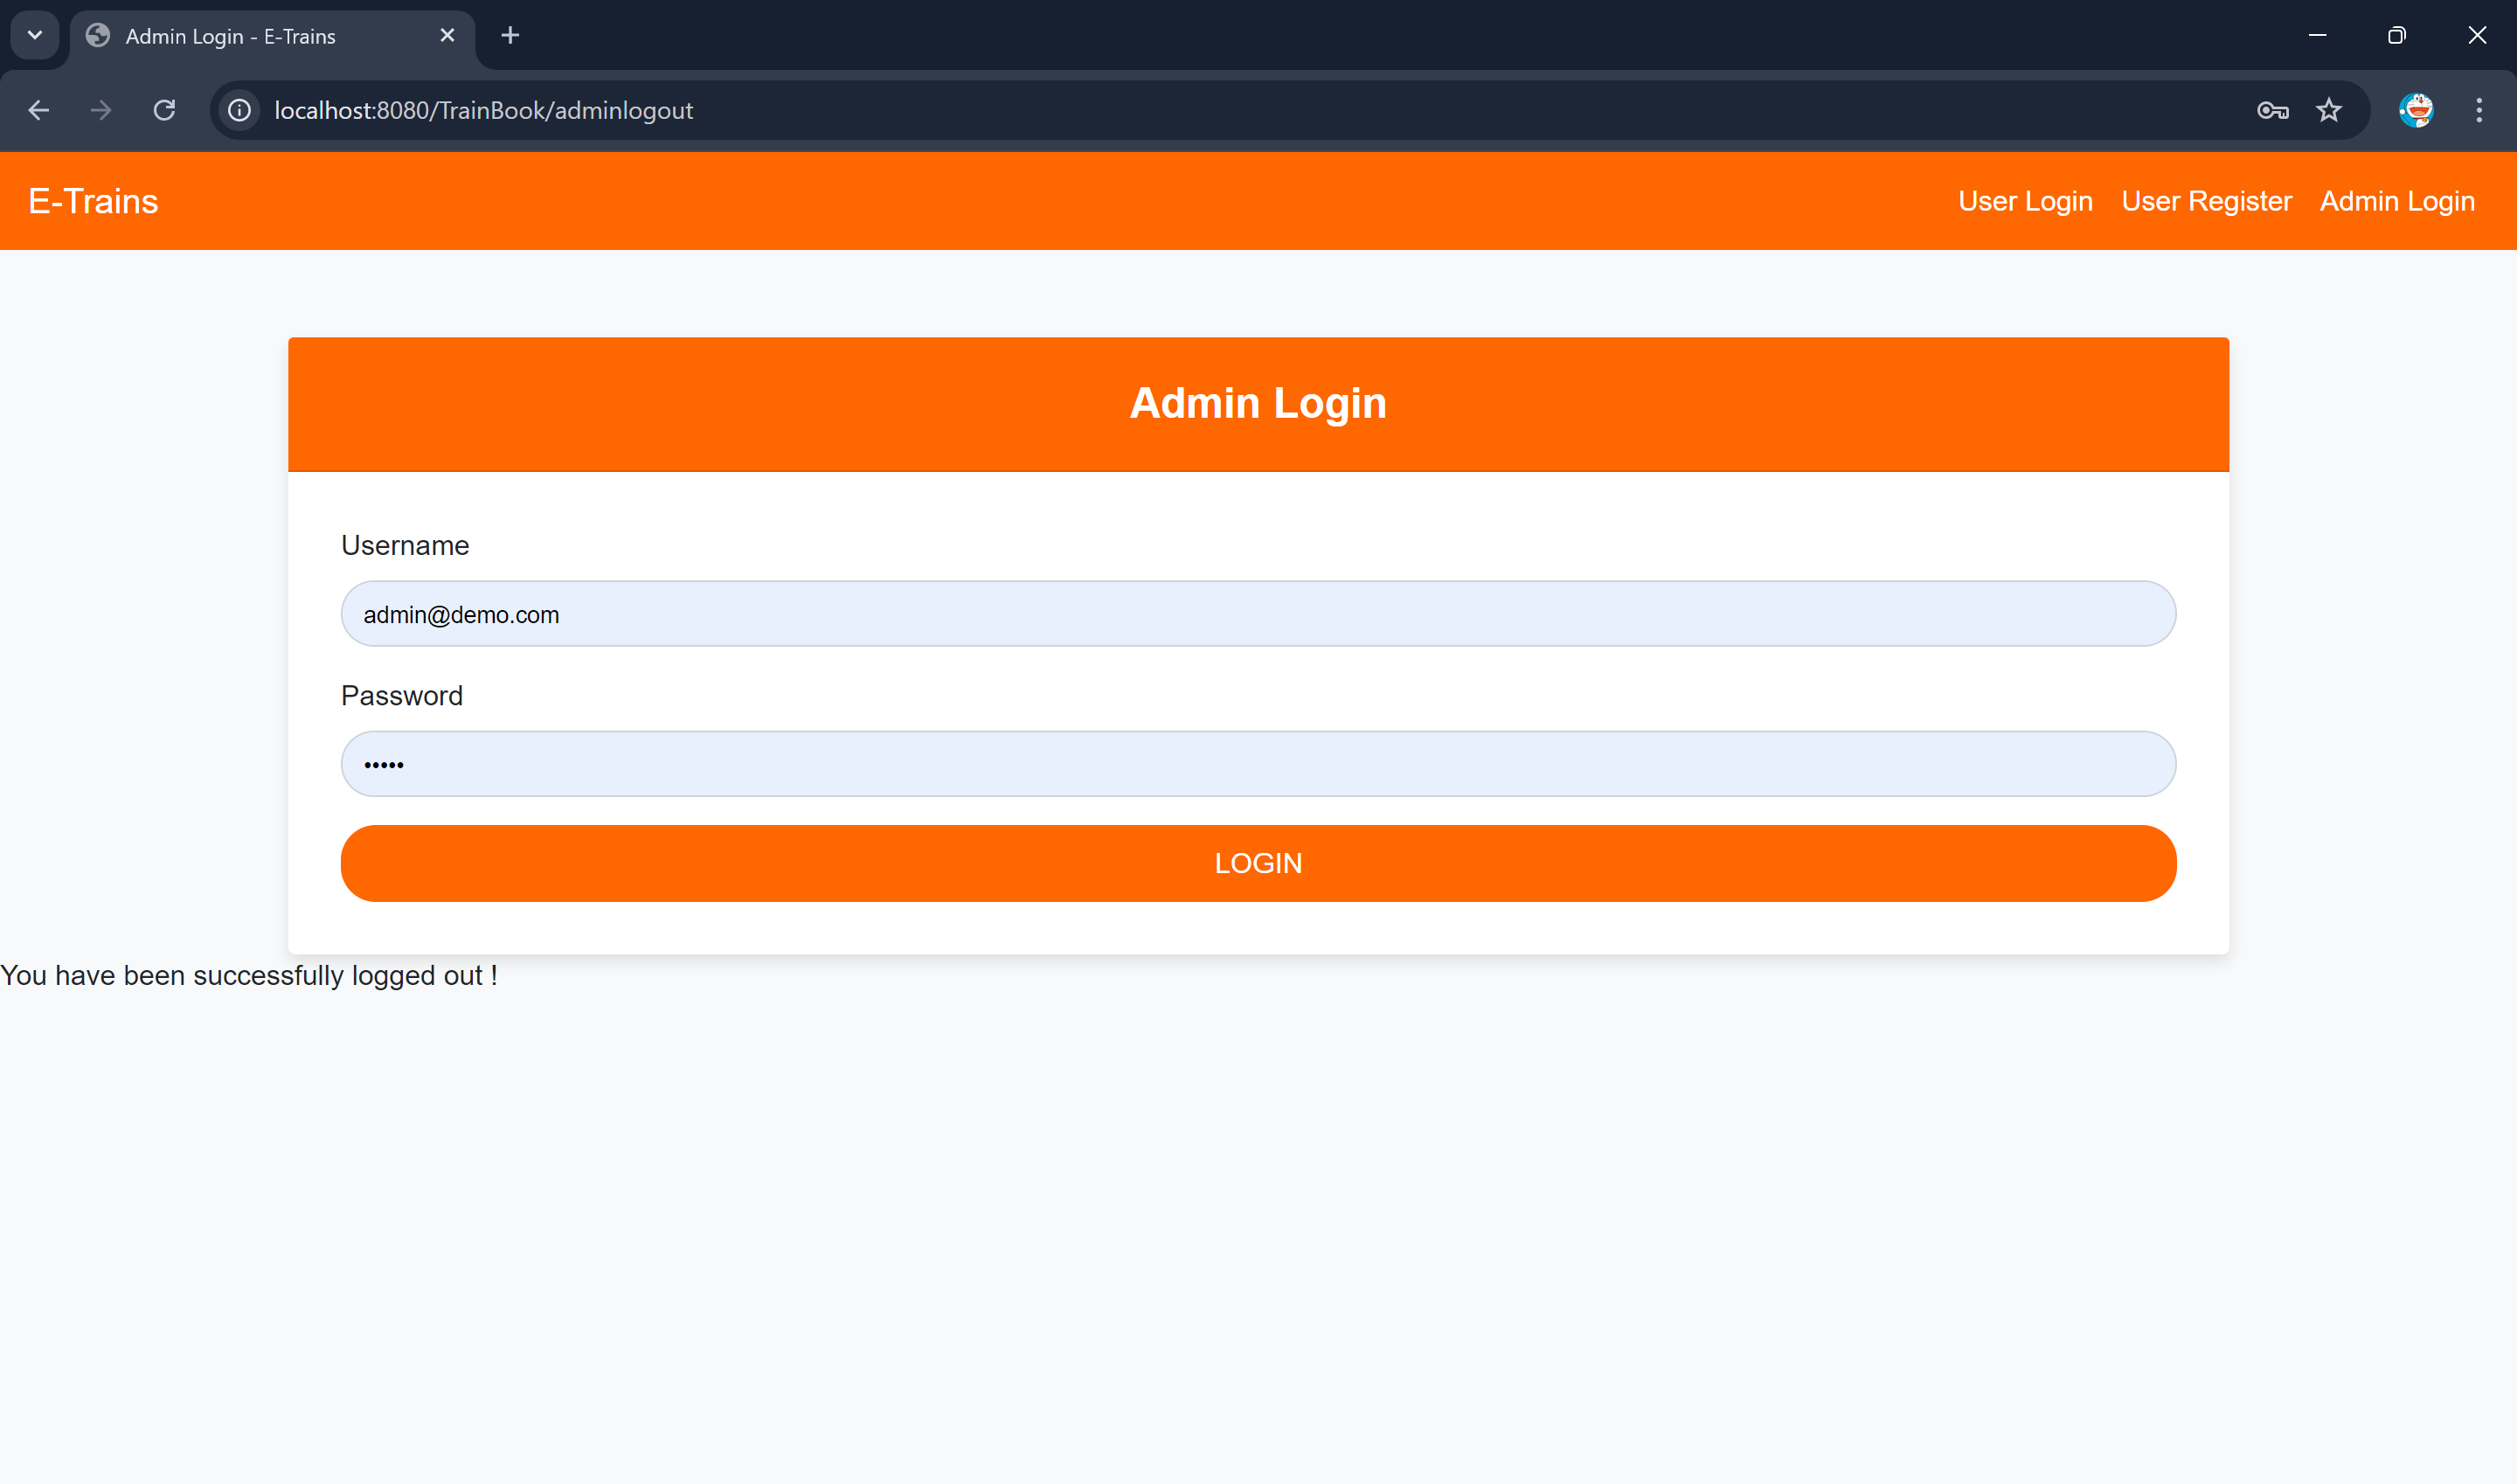 Admin Login - E-Trains
localhost:8080/TrainBook/adminlogout
E-Trains
User Login User Register Admin Login
Admin Login
Username
admin@demo.com
Password
•••••
LOGIN
You have been successfully logged out !